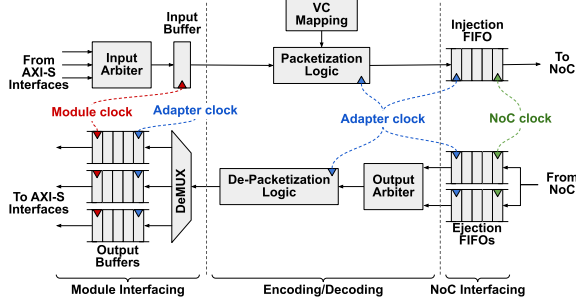 VC
Mapping
Input
Buffer
Injection
FIFO
From
AXI-S
Interfaces
Input
Arbiter
Packetization
Logic
To
NoC
Module clock
Adapter clock
Adapter clock
NoC clock
To AXI-S
Interfaces
DeMUX
De-Packetization
Logic
Output
Arbiter
From
NoC
Output
Buffers
Ejection
FIFOs
Module Interfacing
Encoding/Decoding
NoC Interfacing